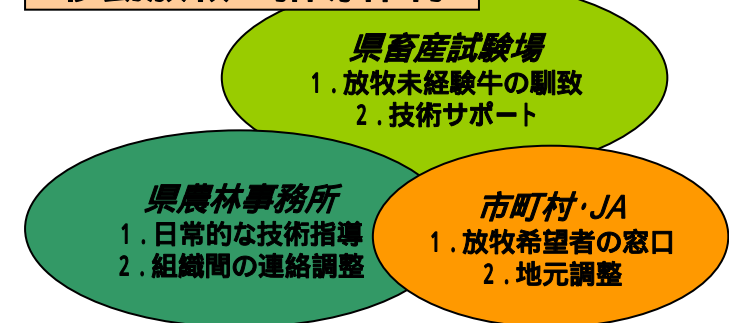 県畜産試験場
1.放牧未経験牛の馴致
2.技術サポート
県農林事務所
1.日常的な技術指導
2.組織間の連絡調整
市町村・JA
1.放牧希望者の窓口
2.地元調整